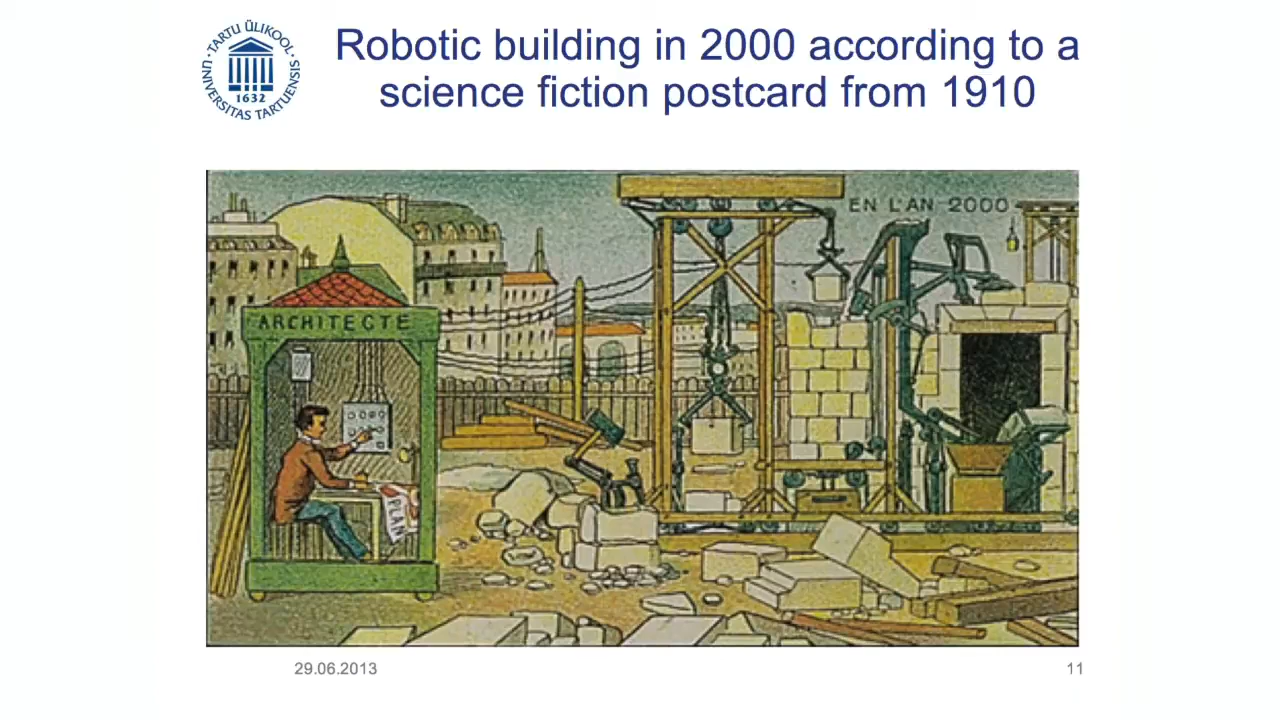 TARTU ÜLIKOOL
UNIVERSITAS TARTUENSIS
1632
Robotic building in 2000 according to a
science fiction postcard from 1910
EN L'AN 2000
ARCHITECTE
PLAN
29.06.2013
11